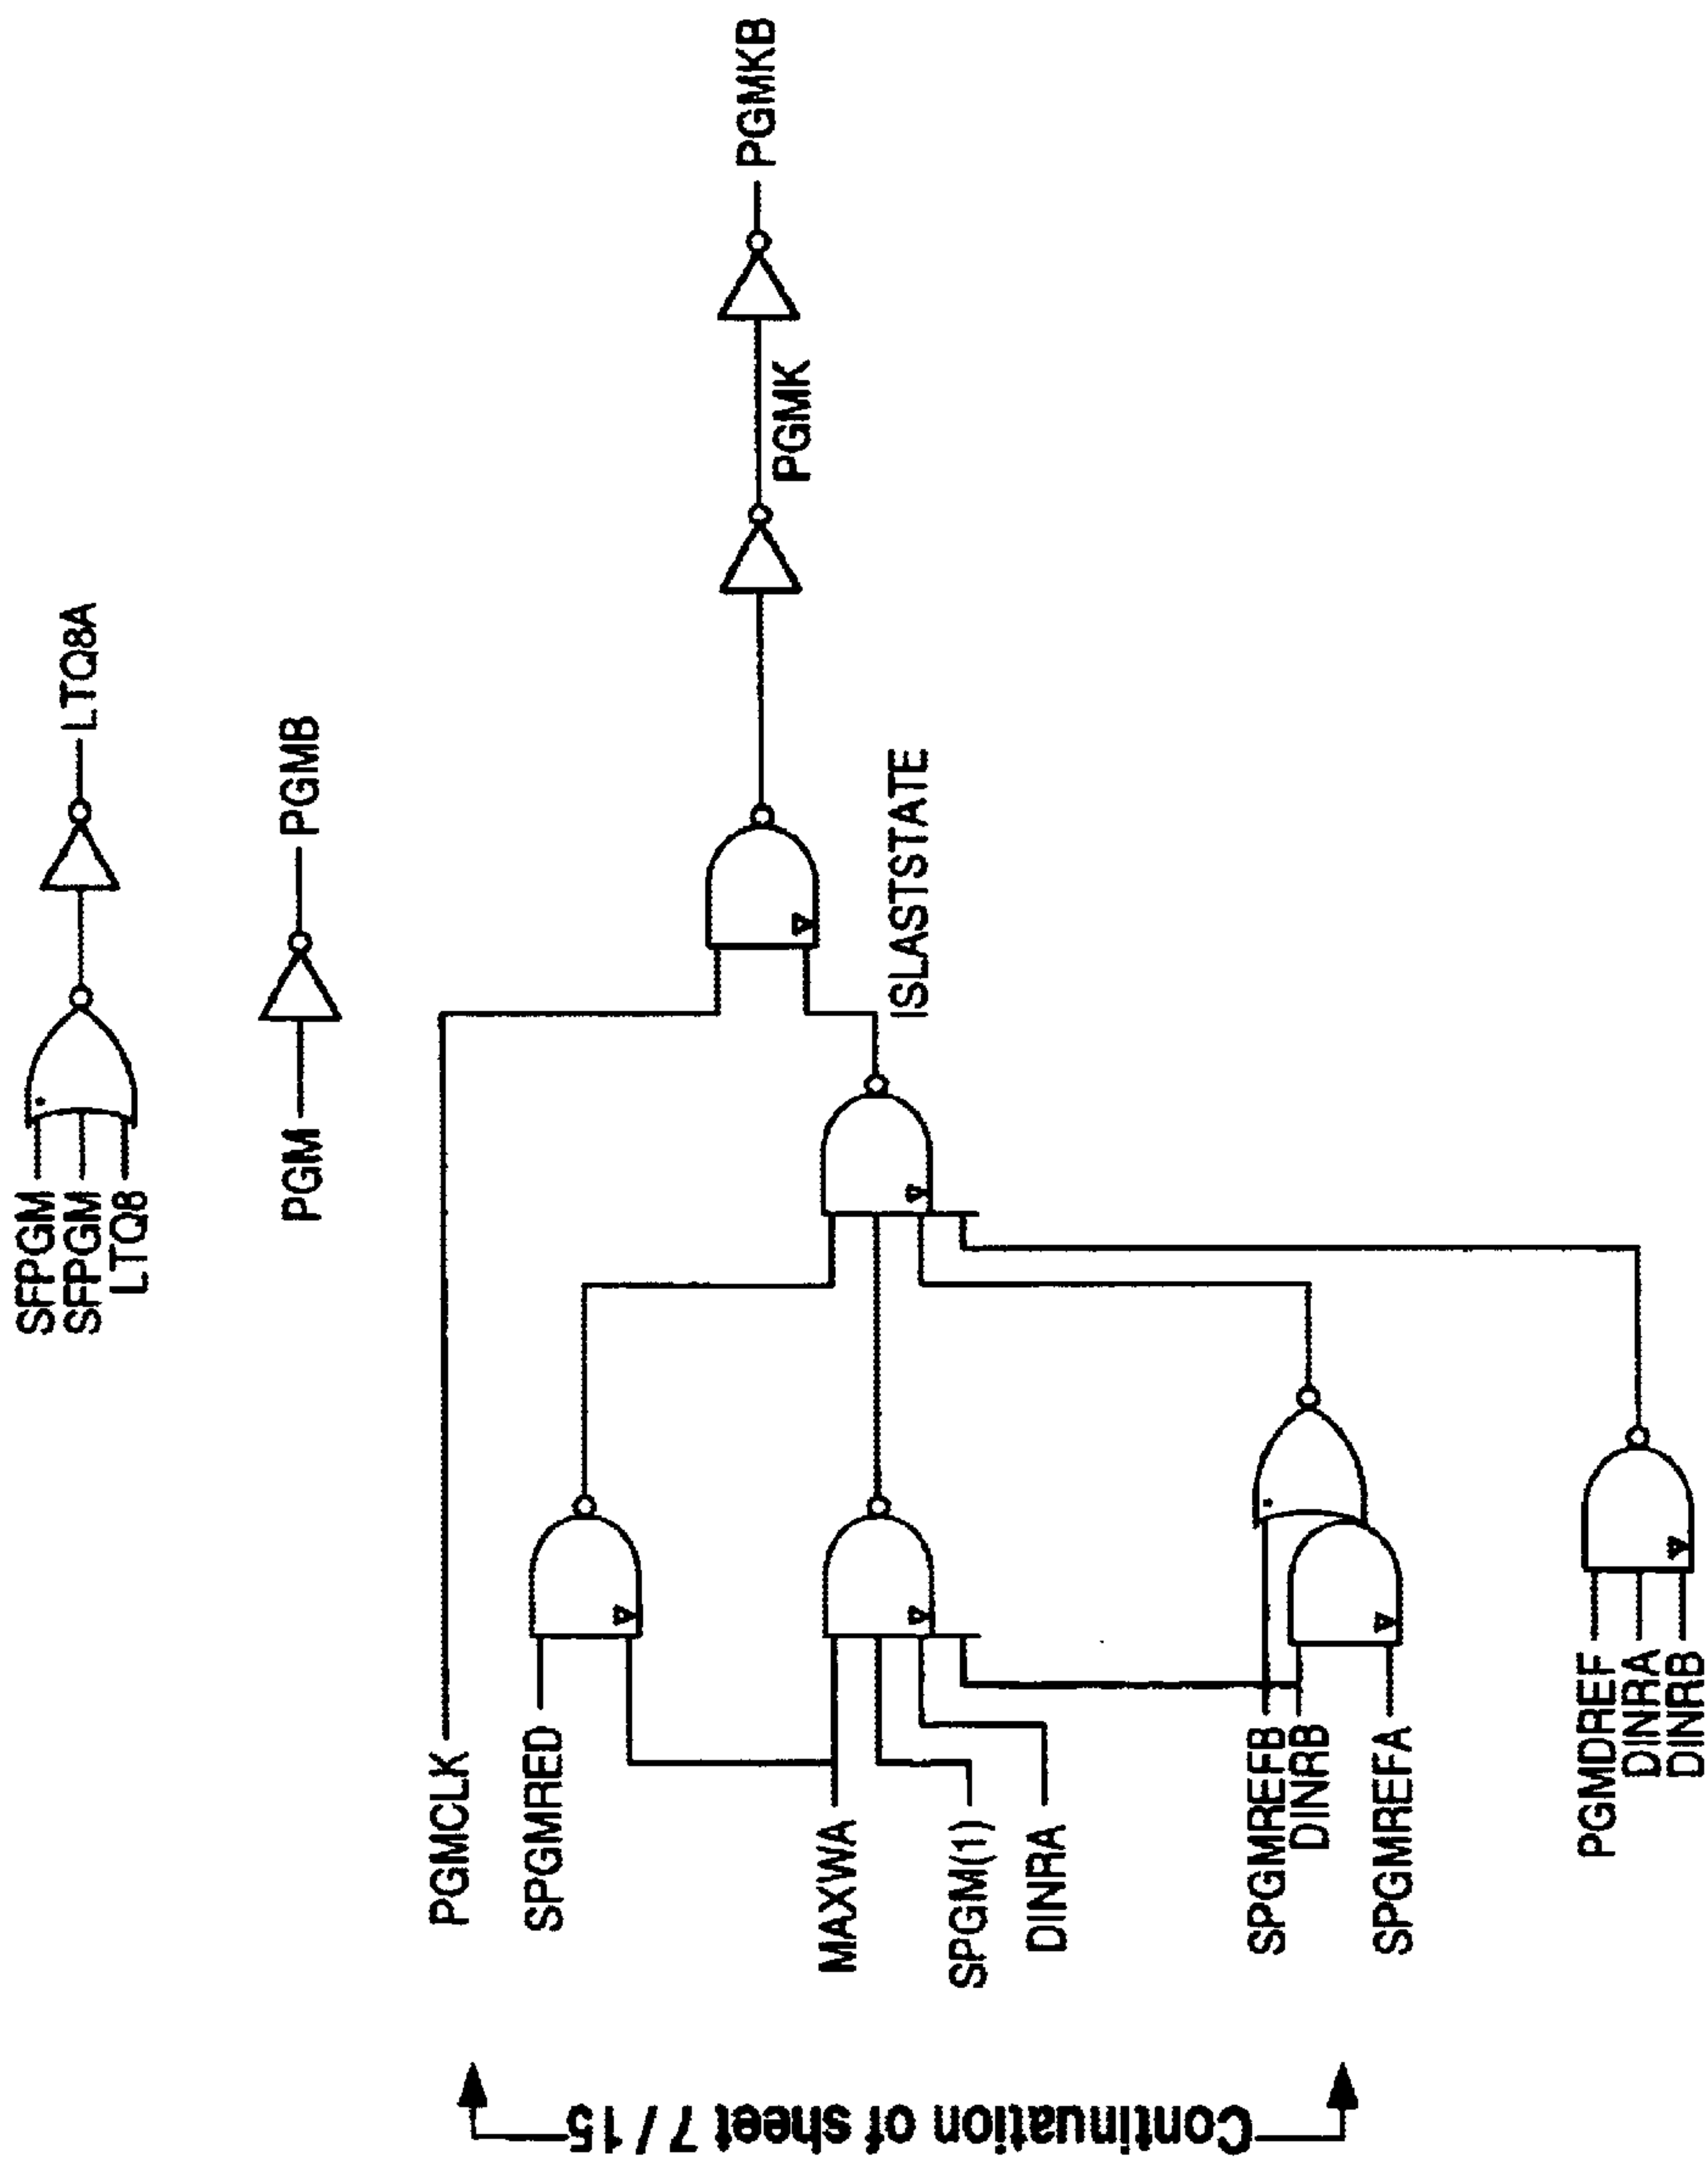 SFPGM
SFPGM
LTQ8
LTQ8A
PGM
PGMB
PGMCLK
SPGMRED
MAXWA
SPGM(1)
DINRA
SPGMREFB
DINRB
SPGMREFA
PGMDREF
DINRA
DINRB
ISLASTSTATE
PGMK
PGMKB
Continuation of sheet 7 / 15